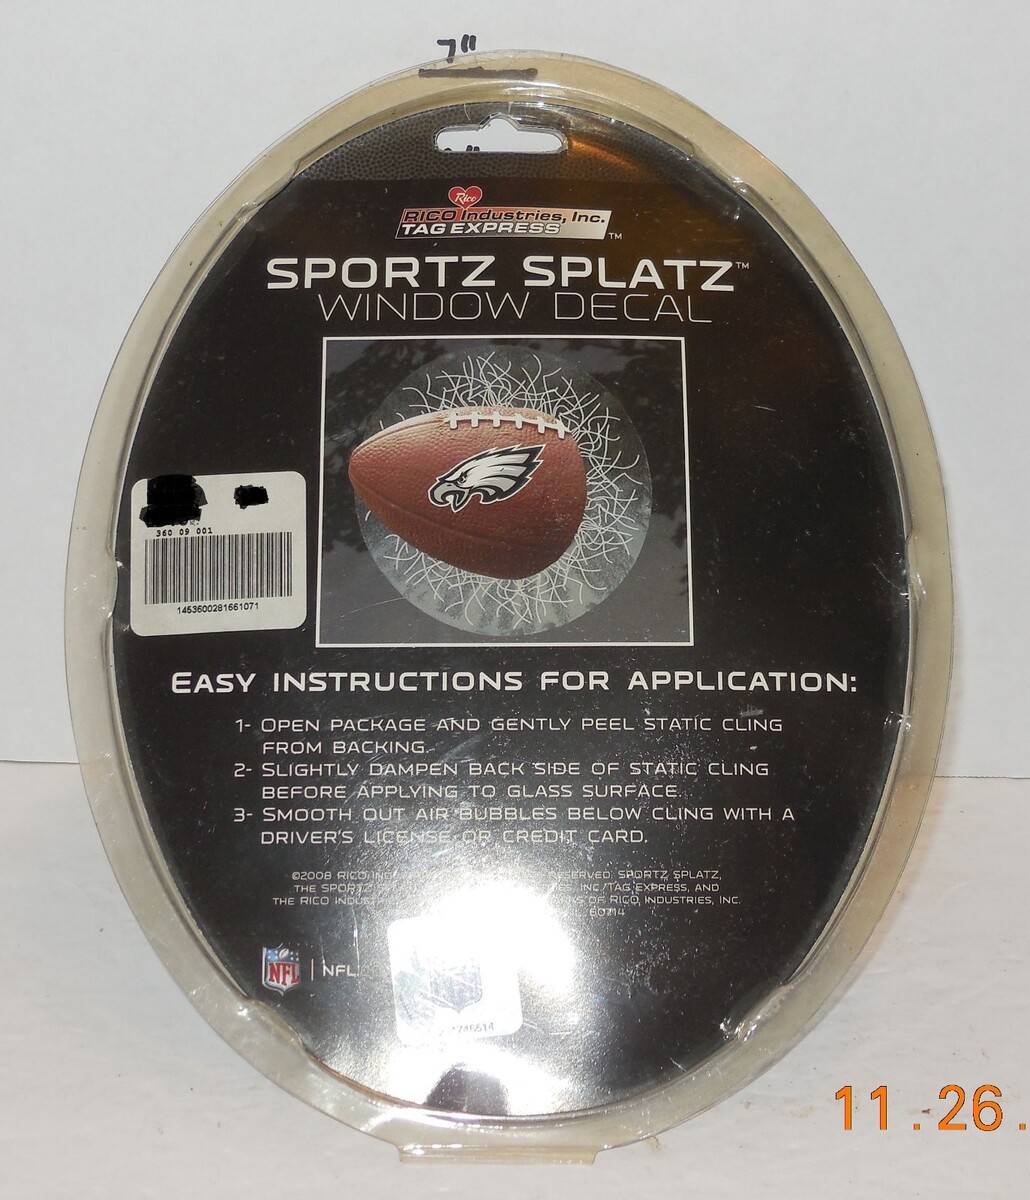 7"
Rico
RICO Industries, Inc.
TAG EXPRESS ™
SPORTZ SPLATZ™
WINDOW DECAL
360 09 001
1453600281661071
EASY INSTRUCTIONS FOR APPLICATION:
1- OPEN PACKAGE AND GENTLY PEEL STATIC CLING
FROM BACKING.
2- SLIGHTLY DAMPEN BACK SIDE OF STATIC CLING
BEFORE APPLYING TO GLASS SURFACE.
3- SMOOTH OUT AIR BUBBLES BELOW CLING WITH A
DRIVER'S LICENSE OR CREDIT CARD.
©2008 RICO RESERVED. SPORTZ SPLATZ,
THE SPORTZ INC./TAG EXPRESS, AND
THE RICO OF RICO INDUSTRIES, INC.
60714
NFL | NFL
11.26.